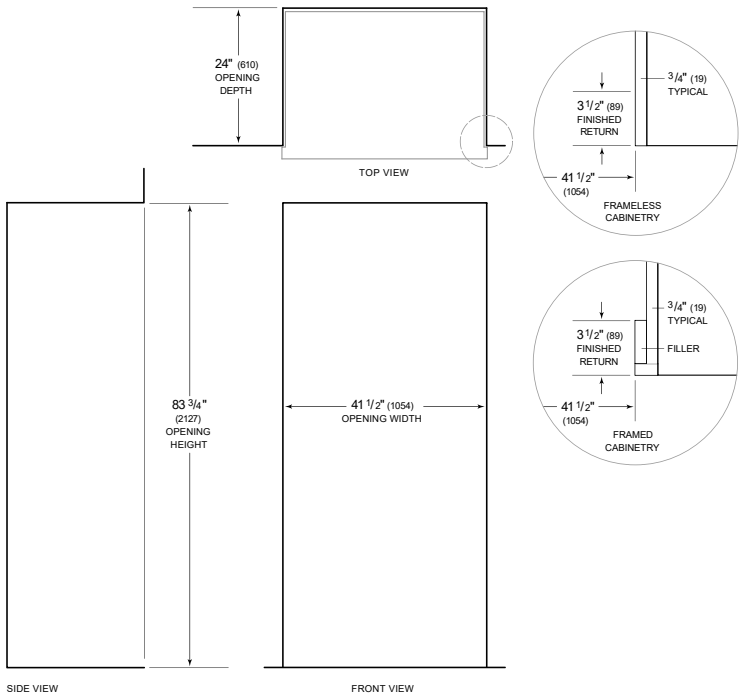 24" (610)
OPENING
DEPTH
TOP VIEW
3/4" (19)
TYPICAL
3 1/2" (89)
FINISHED
RETURN
41 1/2"
(1054)
FRAMELESS
CABINETRY
3/4" (19)
TYPICAL
3 1/2" (89)
FINISHED
RETURN
FILLER
41 1/2"
(1054)
FRAMED
CABINETRY
83 3/4"
(2127)
OPENING
HEIGHT
41 1/2" (1054)
OPENING WIDTH
SIDE VIEW
FRONT VIEW